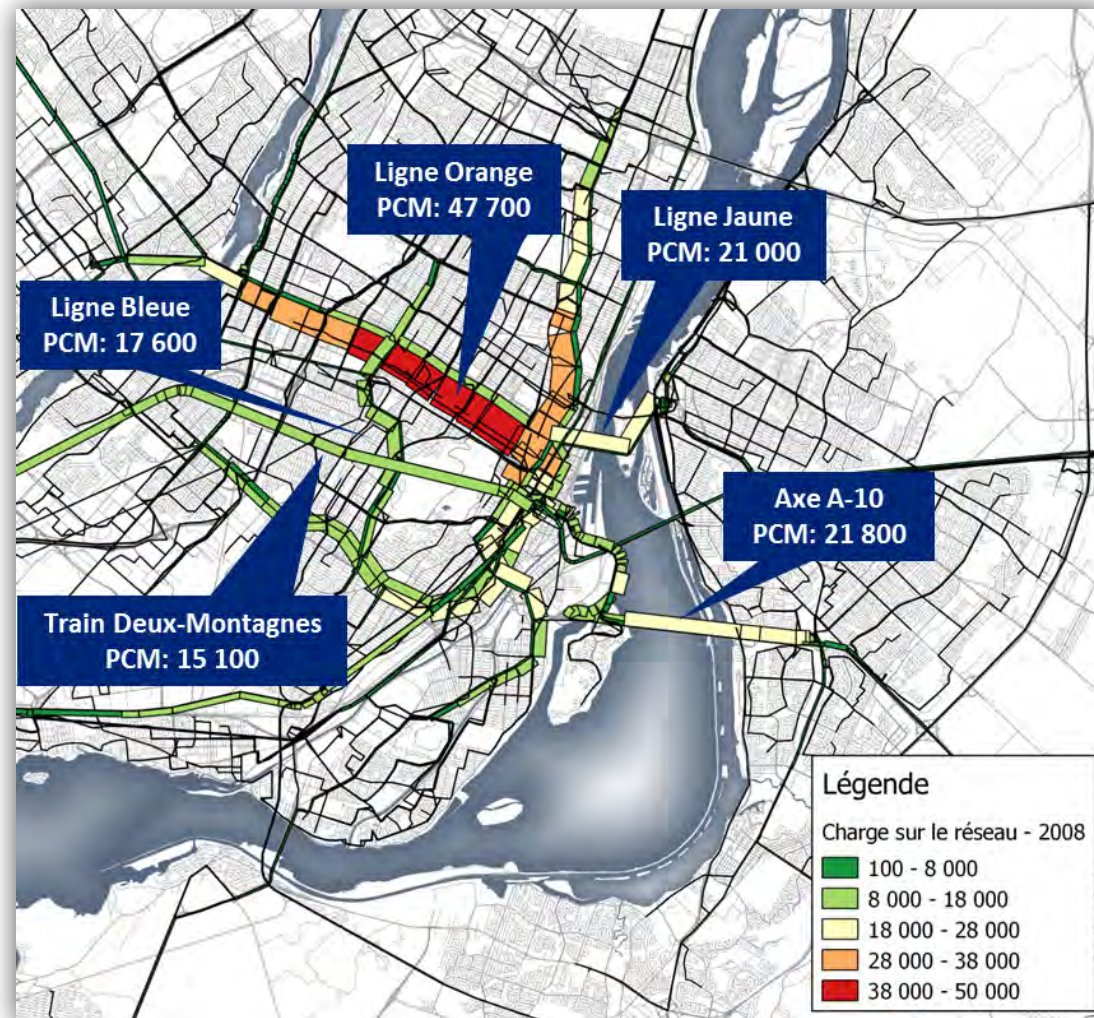 Ligne Orange
PCM: 47 700
Ligne Jaune
PCM: 21 000
Ligne Bleue
PCM: 17 600
Axe A-10
PCM: 21 800
Train Deux-Montagnes
PCM: 15 100
Légende
Charge sur le réseau - 2008
100 - 8 000
8 000 - 18 000
18 000 - 28 000
28 000 - 38 000
38 000 - 50 000